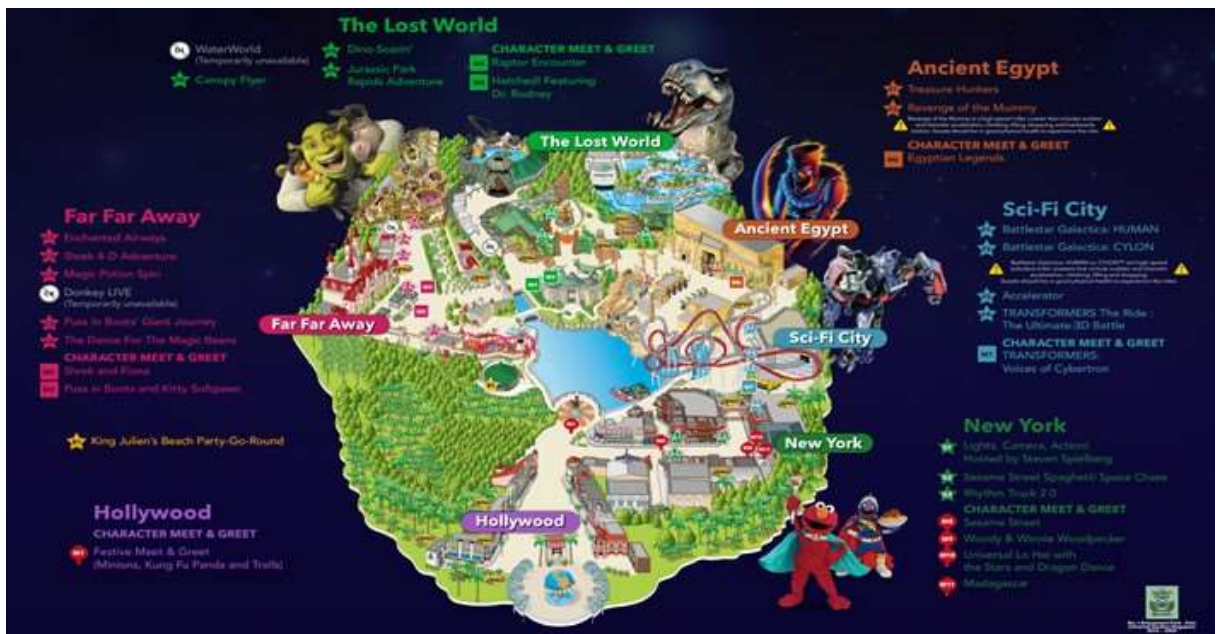 The Lost World
WaterWorld
(Temporarily unavailable)
Canopy Flyer
Dino-Soarin'
Jurassic Park
Rapids Adventure
CHARACTER MEET & GREET
Raptor Encounter
Hatched! Featuring
Dr. Rodney
Ancient Egypt
Treasure Hunters
Revenge of the Mummy
CHARACTER MEET & GREET
Egyptian Legends
Far Far Away
Enchanted Airways
Shrek 4-D Adventure
Magic Potion Spin
Donkey LIVE
(Temporarily unavailable)
Puss In Boots' Giant Journey
The Dance For The Magic Beans
CHARACTER MEET & GREET
Shrek and Fiona
Puss in Boots and Kitty Softpaws
Sci-Fi City
Battlestar Galactica: HUMAN
Battlestar Galactica: CYLON
Accelerator
TRANSFORMERS The Ride :
The Ultimate 3D Battle
CHARACTER MEET & GREET
TRANSFORMERS:
Voices of Cybertron
The Lost World
Ancient Egypt
Far Far Away
Sci-Fi City
New York
Hollywood
King Julien's Beach Party-Go-Round
Hollywood
CHARACTER MEET & GREET
Festive Meet & Greet
(Minions, Kung Fu Panda and Trolls)
New York
Lights, Camera, Action!
Hosted by Steven Spielberg
Sesame Street Spaghetti Space Chase
Rhythm Truck 2.0
CHARACTER MEET & GREET
Sesame Street
Woody & Winnie Woodpecker
Universal Lo Hei with
the Stars and Dragon Dance
Madagascar